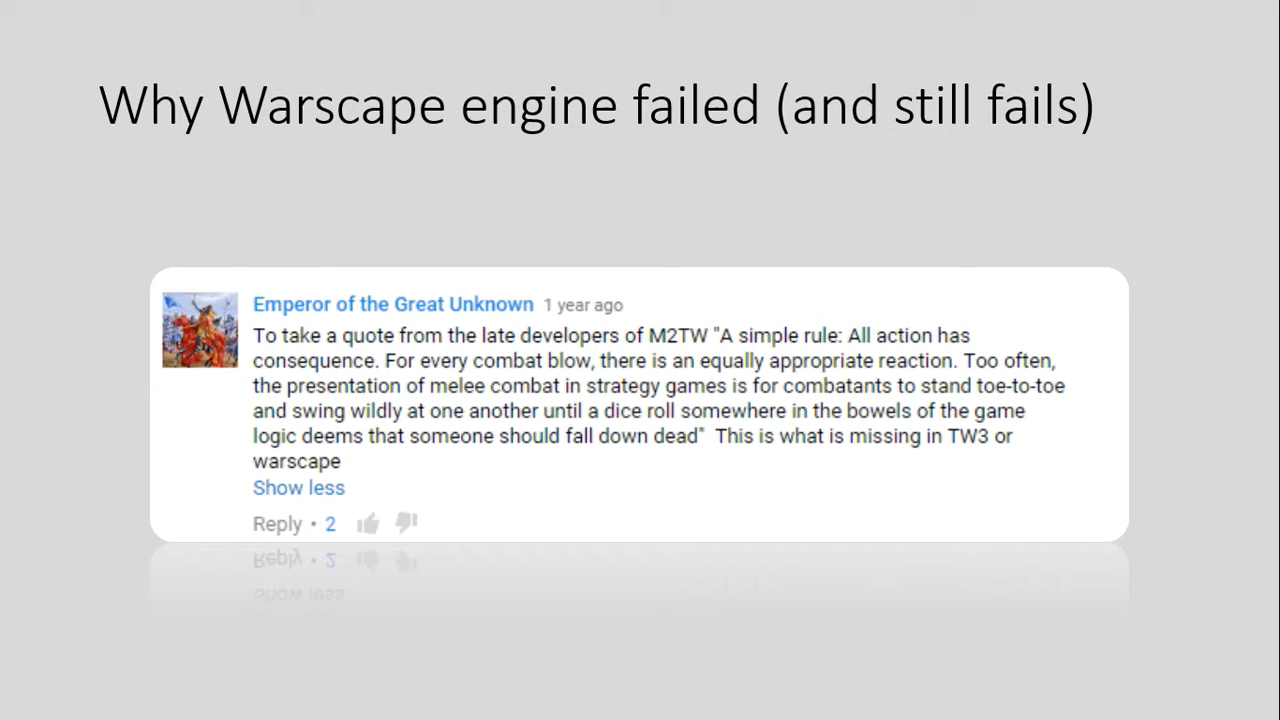 Why Warscape engine failed (and still fails)
Emperor of the Great Unknown 1 year ago
To take a quote from the late developers of M2TW "A simple rule: All action has
consequence. For every combat blow, there is an equally appropriate reaction. Too often,
the presentation of melee combat in strategy games is for combatants to stand toe-to-toe
and swing wildly at one another until a dice roll somewhere in the bowels of the game
logic deems that someone should fall down dead" This is what is missing in TW3 or
warscape
Show less
Reply • 2